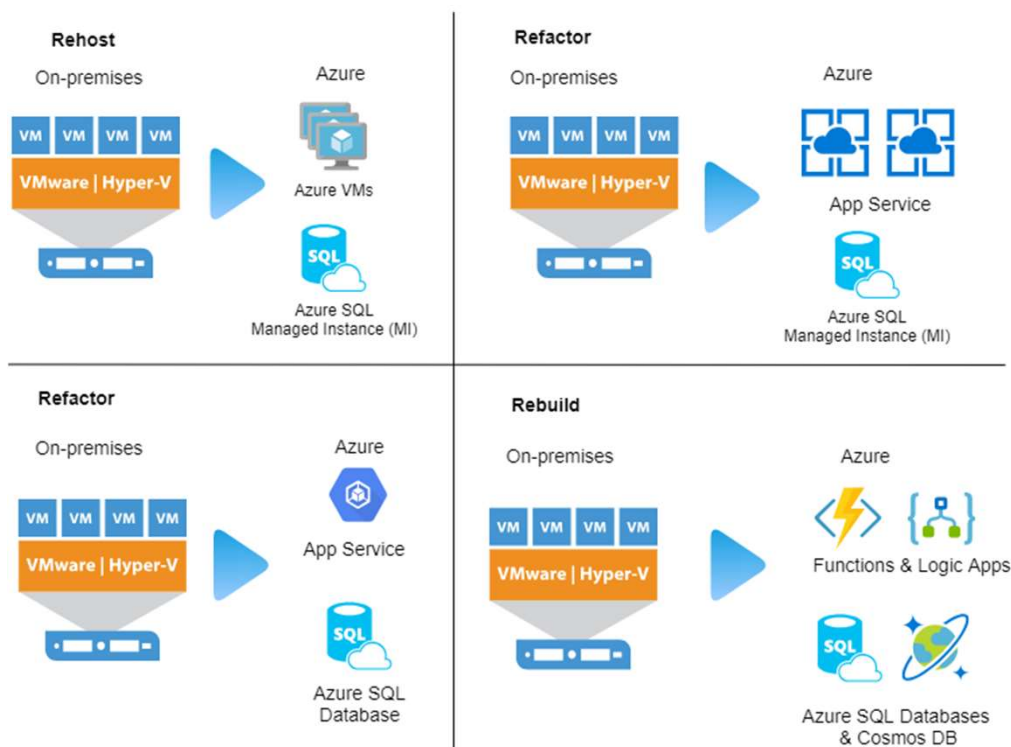 Rehost
On-premises
Azure
VM VM VM VM
VMware | Hyper-V
Azure VMs
SQL
Azure SQL
Managed Instance (MI)
Refactor
On-premises
Azure
VM VM VM VM
VMware | Hyper-V
App Service
SQL
Azure SQL
Managed Instance (MI)
Refactor
On-premises
Azure
VM VM VM VM
VMware | Hyper-V
App Service
SQL
Azure SQL
Database
Rebuild
On-premises
Azure
VM VM VM VM
VMware | Hyper-V
Functions & Logic Apps
SQL
Azure SQL Databases
& Cosmos DB